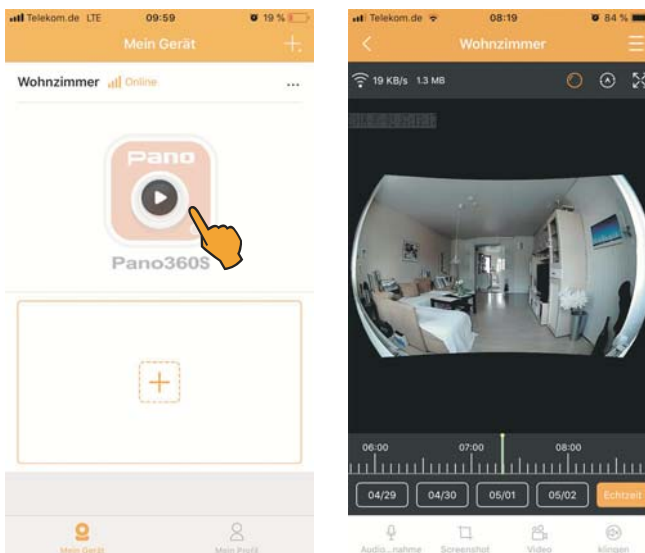 Telekom.de LTE 09:59 19 %
Mein Gerät
Wohnzimmer Online
Pano
Pano360S
Mein Gerät Mein Profil
Telekom.de 08:19 84 %
Wohnzimmer
19 KB/s 1.3 MB
06:00 07:00 08:00
04/29 04/30 05/01 05/02 Echtzeit
Audio...nahme Screenshot Video klingen